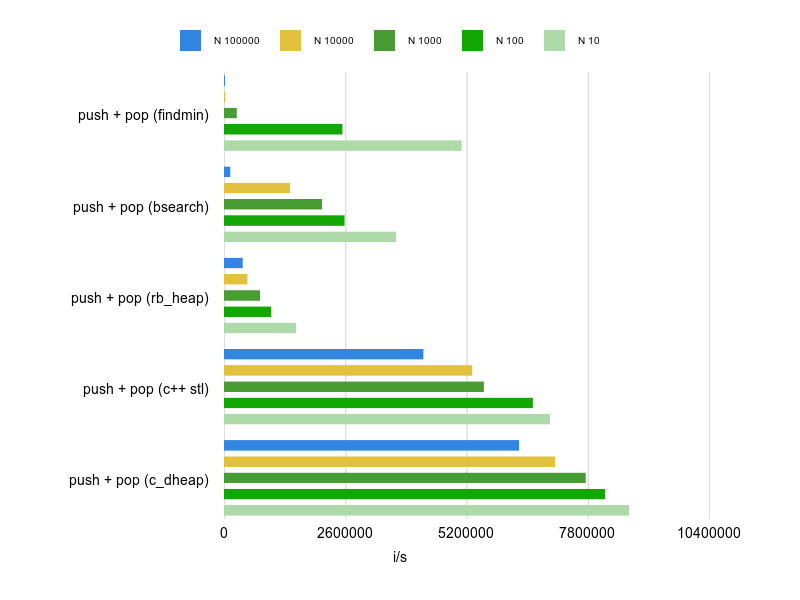 N 100000 N 10000 N 1000 N 100 N 10
push + pop (findmin)
push + pop (bsearch)
push + pop (rb_heap)
push + pop (c++ stl)
push + pop (c_dheap)
0 2600000 5200000 7800000 10400000
i/s